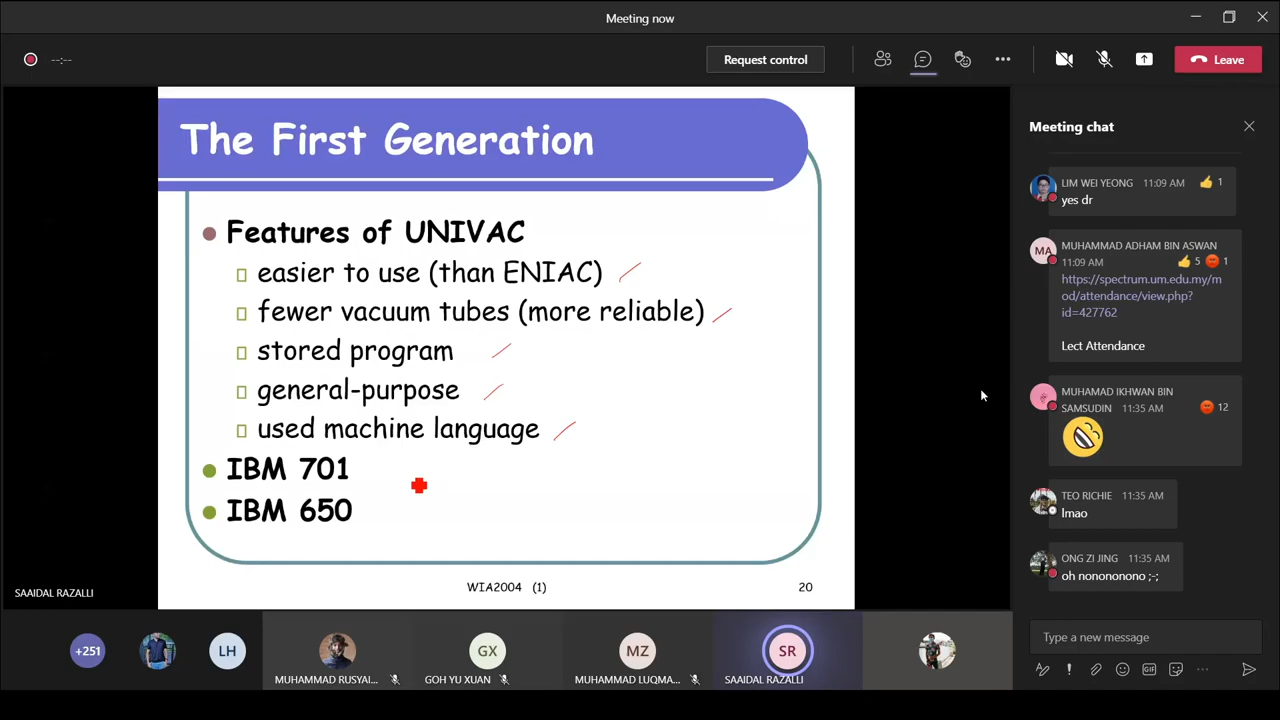 Meeting now
--:--
Request control
Leave
The First Generation
Features of UNIVAC
easier to use (than ENIAC)
fewer vacuum tubes (more reliable)
stored program
general-purpose
used machine language
IBM 701
IBM 650
WIA2004 (1)
20
SAAIDAL RAZALLI
Meeting chat
LIM WEI YEONG 11:09 AM 1
yes dr
MA
MUHAMMAD ADHAM BIN ASWAN
11:09 AM 5 1
https://spectrum.um.edu.my/m
od/attendance/view.php?
id=427762
Lect Attendance
MUHAMAD IKHWAN BIN
SAMSUDIN 11:35 AM 12
TEO RICHIE 11:35 AM
lmao
ONG ZI JING 11:35 AM
oh nonononono ;-;
Type a new message
GIF
+251
LH
MUHAMMAD RUSYAI...
GX
GOH YU XUAN
MZ
MUHAMMAD LUQMA...
SR
SAAIDAL RAZALLI